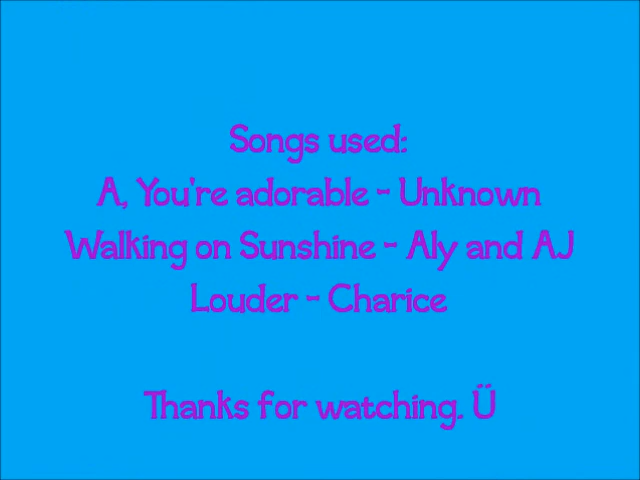 Songs used:
A, You're adorable - Unknown
Walking on Sunshine - Aly and AJ
Louder - Charice
Thanks for watching. Ü